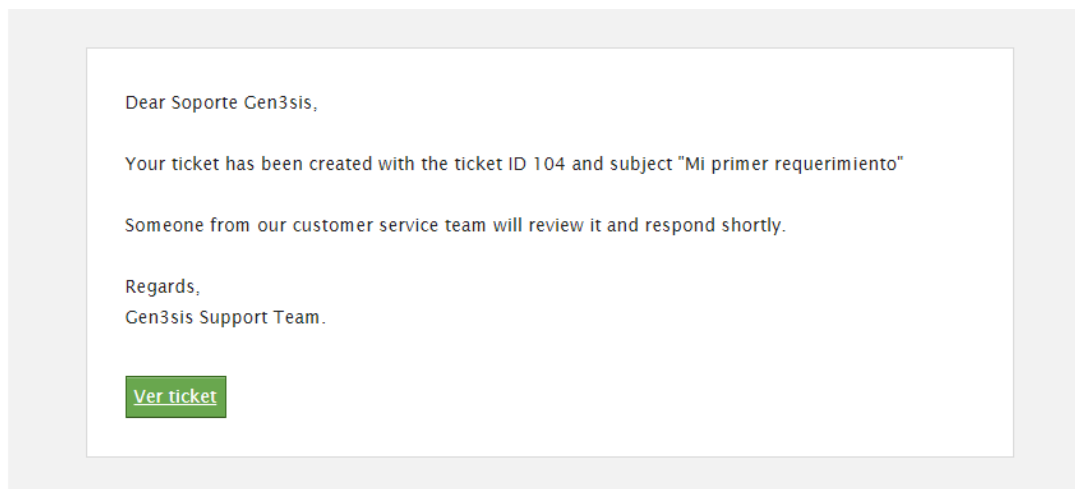 Dear Soporte Gen3sis,
Your ticket has been created with the ticket ID 104 and subject "Mi primer requerimiento"
Someone from our customer service team will review it and respond shortly.
Regards,
Gen3sis Support Team.
Ver ticket